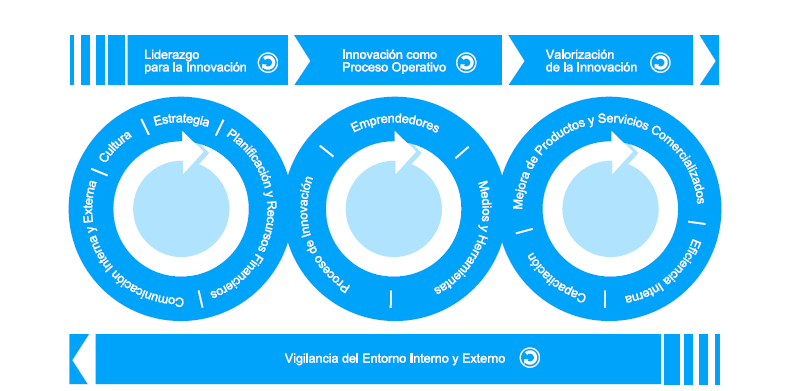 Liderazgo
para la Innovación
Innovación como
Proceso Operativo
Valorización
de la Innovación
Comunicación Interna y Externa
Cultura
Estrategia
Planificación y Recursos Financieros
Proceso de Innovación
Emprendedores
Medios y Herramientas
Capacitación
Mejora de Productos y Servicios Comercializados
Eficiencia Interna
Vigilancia del Entorno Interno y Externo